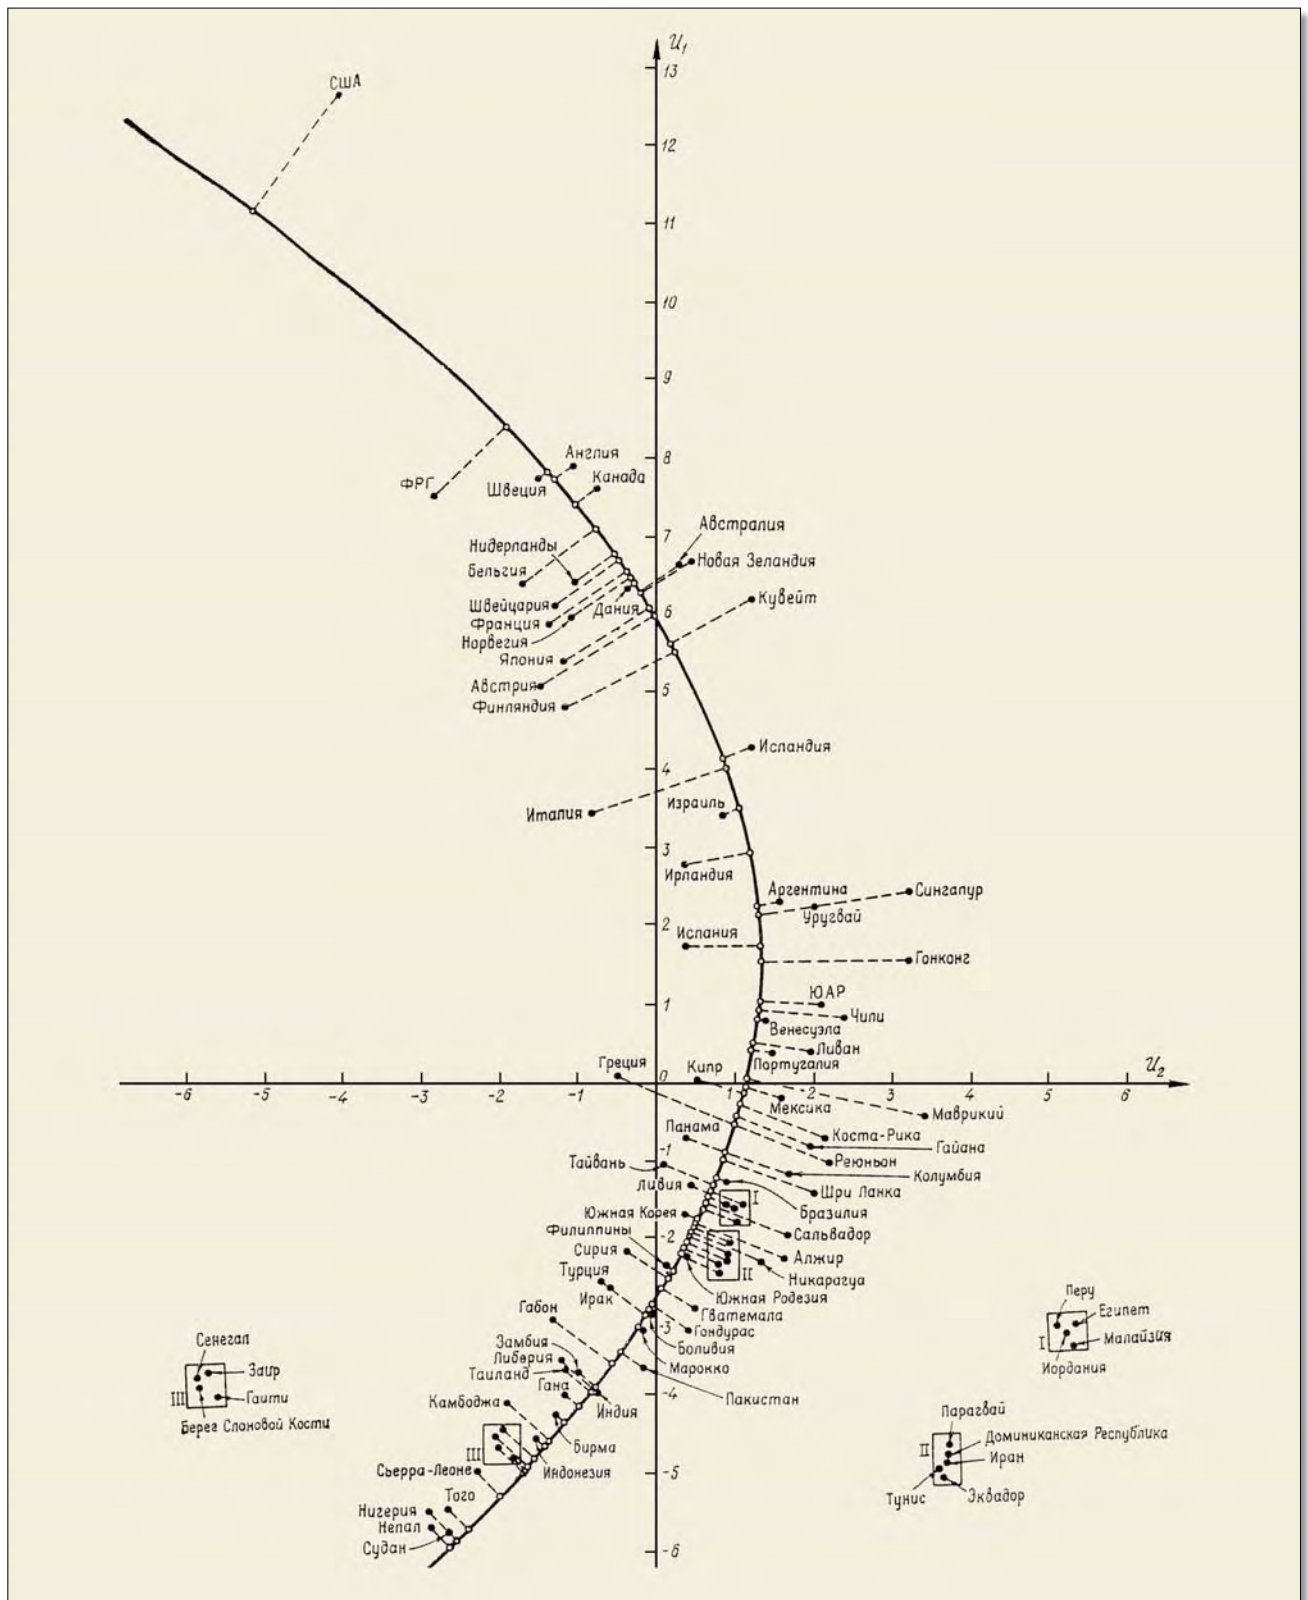 U₁
США
13
12
11
10
9
8
Англия
Канада
ФРГ
Швеция
7
Австралия
Нидерланды
Новая Зеландия
Бельгия
Кувейт
Швейцария
Дания
6
Франция
Норвегия
Япония
Австрия
5
Финляндия
Исландия
4
Израиль
Италия
3
Ирландия
Аргентина
Сингапур
Уругвай
2
Испания
Гонконг
ЮАР
1
Чили
Венесуэла
Ливан
Греция
Кипр
Португалия
0
U₂
-6 -5 -4 -3 -2 -1 1 2 3 4 5 6
Мексика
Маврикий
Панама
Коста-Рика
Гайана
-1
Тайвань
Реюньон
Колумбия
Ливия
Шри Ланка
I
Бразилия
Южная Корея
Филиппины
Сальвадор
-2
Сирия
Алжир
Турция
II
Никарагуа
Ирак
Южная Родезия
Перу
Габон
Гватемала
Египет
-3
Гондурас
I
Малайзия
Сенегал
Замбия
Боливия
Либерия
Марокко
Иордания
Заир
Таиланд
Пакистан
-4
III
Гаити
Гана
Камбоджа
Индия
Парагвай
Берег Слоновой Кости
Бирма
Доминиканская Республика
II
III
Иран
Сьерра-Леоне
-5
Индонезия
Тунис
Эквадор
Того
Нигерия
Непал
Судан
-6